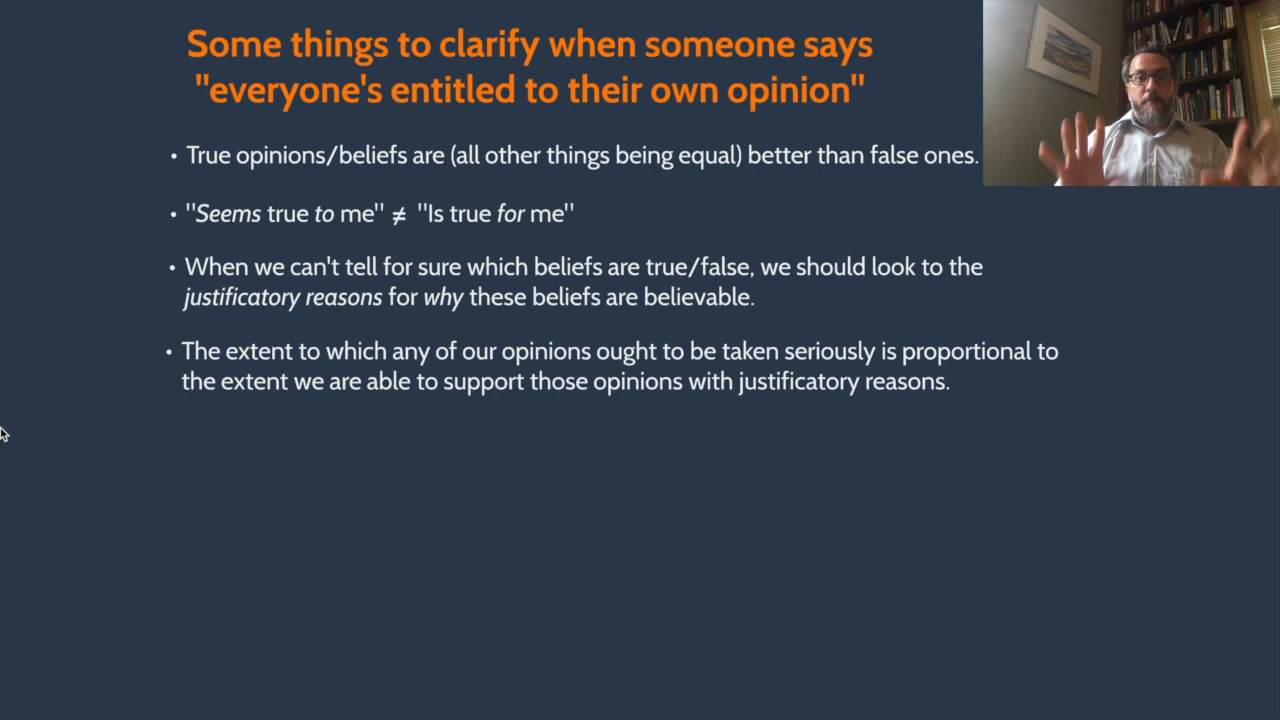 Some things to clarify when someone says
"everyone's entitled to their own opinion"
• True opinions/beliefs are (all other things being equal) better than false ones.
• "Seems true to me" ≠ "Is true for me"
• When we can't tell for sure which beliefs are true/false, we should look to the
justificatory reasons for why these beliefs are believable.
• The extent to which any of our opinions ought to be taken seriously is proportional to
the extent we are able to support those opinions with justificatory reasons.